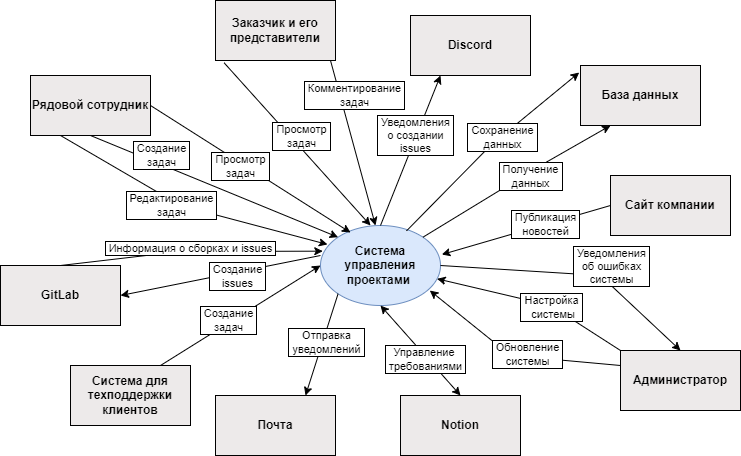 Заказчик и его
представители
Discord
База данных
Рядовой сотрудник
Комментирование
задач
Уведомления
о создании
issues
Сохранение
данных
Просмотр
задач
Создание
задач
Просмотр
задач
Получение
данных
Редактирование
задач
Сайт компании
Публикация
новостей
Информация о сборках и issues
Система
управления
проектами
Уведомления
об ошибках
системы
Создание
issues
GitLab
Настройка
системы
Создание
задач
Отправка
уведомлений
Управление
требованиями
Обновление
системы
Администратор
Система для
техподдержки
клиентов
Почта
Notion